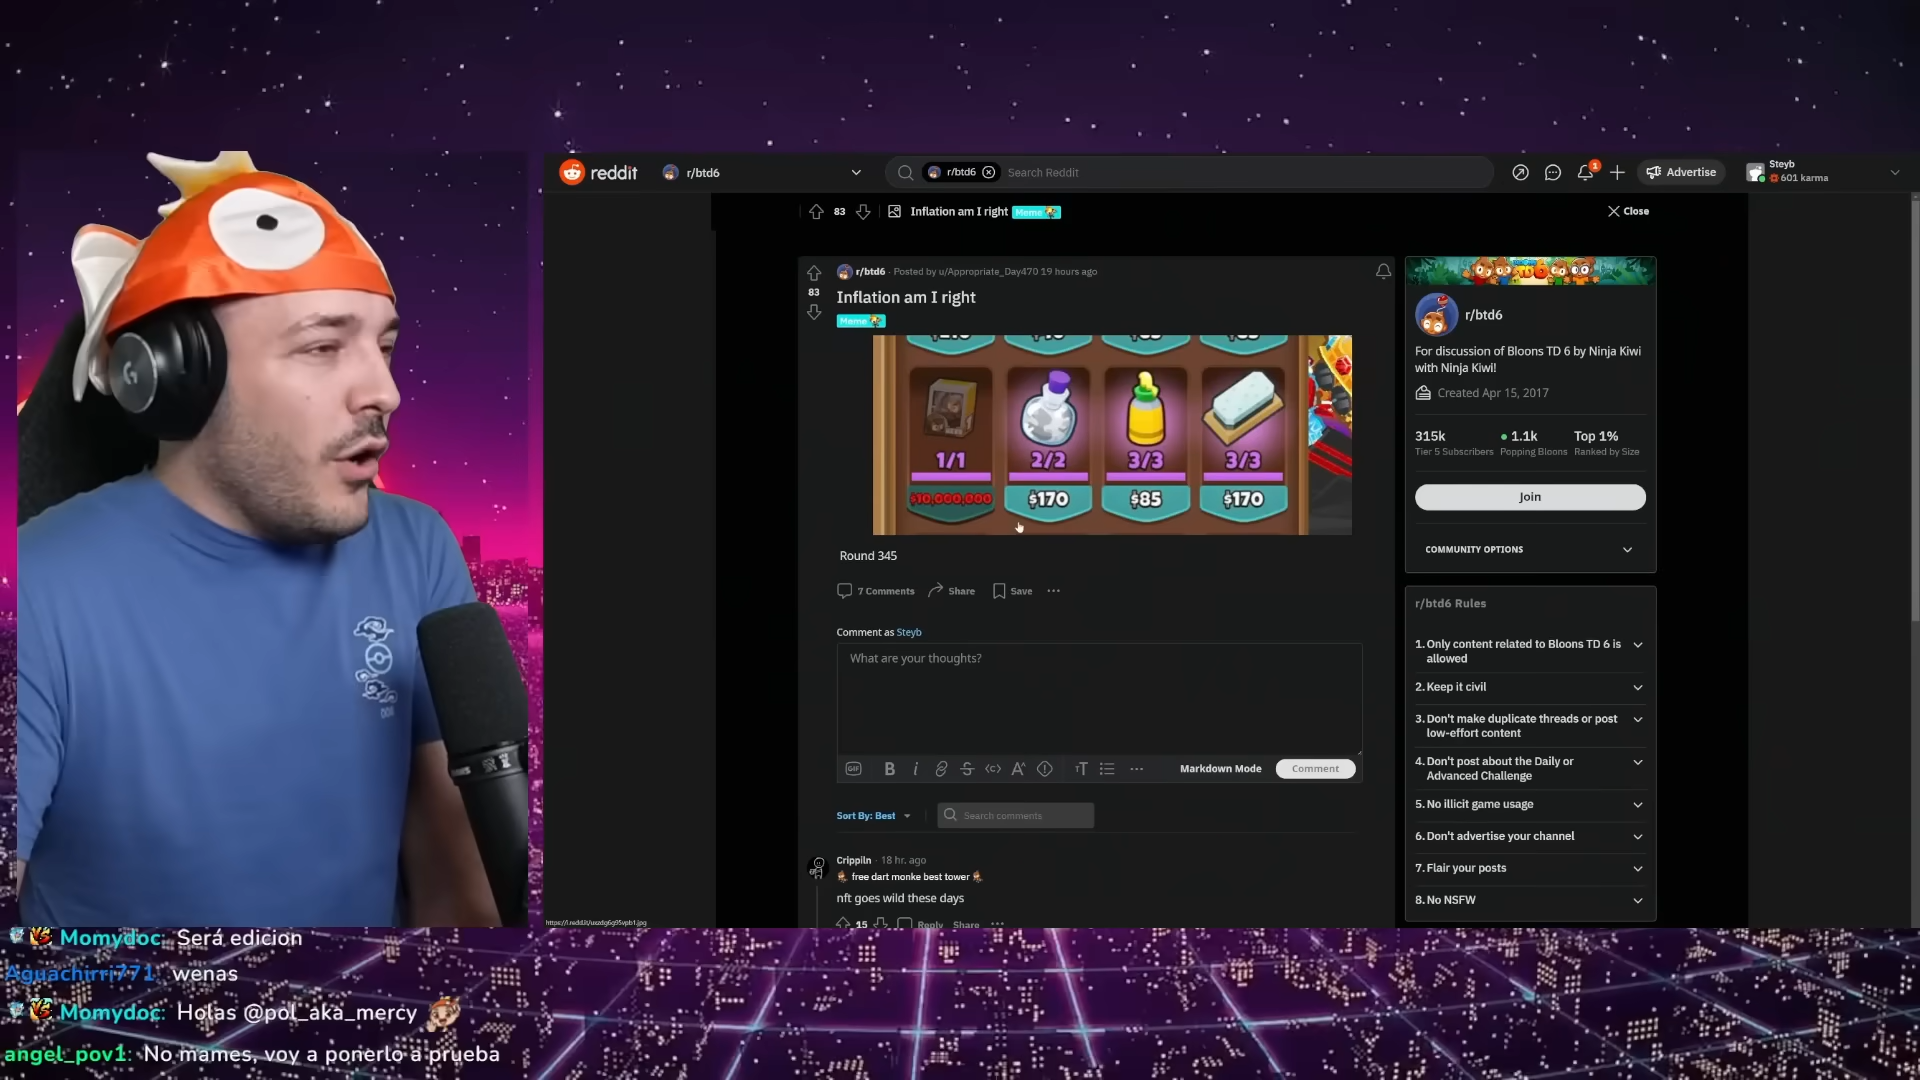 reddit
r/btd6
r/btd6
Search Reddit
1
Advertise
Steyb
601 karma
83
Inflation am I right
Meme
Close
r/btd6 · Posted by u/Appropriate_Day470 19 hours ago
83
Inflation am I right
Meme
1/1
2/2
3/3
3/3
$10,000,000
$170
$85
$170
Round 345
7 Comments
Share
Save
Comment as Steyb
What are your thoughts?
GIF
Markdown Mode
Comment
Sort By: Best
Search comments
Crippiln · 18 hr. ago
free dart monke best tower
nft goes wild these days
15
Reply
Share
r/btd6
For discussion of Bloons TD 6 by Ninja Kiwi
with Ninja Kiwi!
Created Apr 15, 2017
315k
1.1k
Top 1%
Tier 5 Subscribers
Popping Bloons
Ranked by Size
Join
COMMUNITY OPTIONS
r/btd6 Rules
1. Only content related to Bloons TD 6 is
allowed
2. Keep it civil
3. Don't make duplicate threads or post
low-effort content
4. Don't post about the Daily or
Advanced Challenge
5. No illicit game usage
6. Don't advertise your channel
7. Flair your posts
8. No NSFW
Momydoc: Será edicion
Aguachirri771: wenas
Momydoc: Holas @pol_aka_mercy
angel_pov1: No mames, voy a ponerlo a prueba